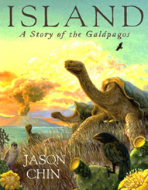 ISLAND
A Story of the Galápagos
JASON
CHIN